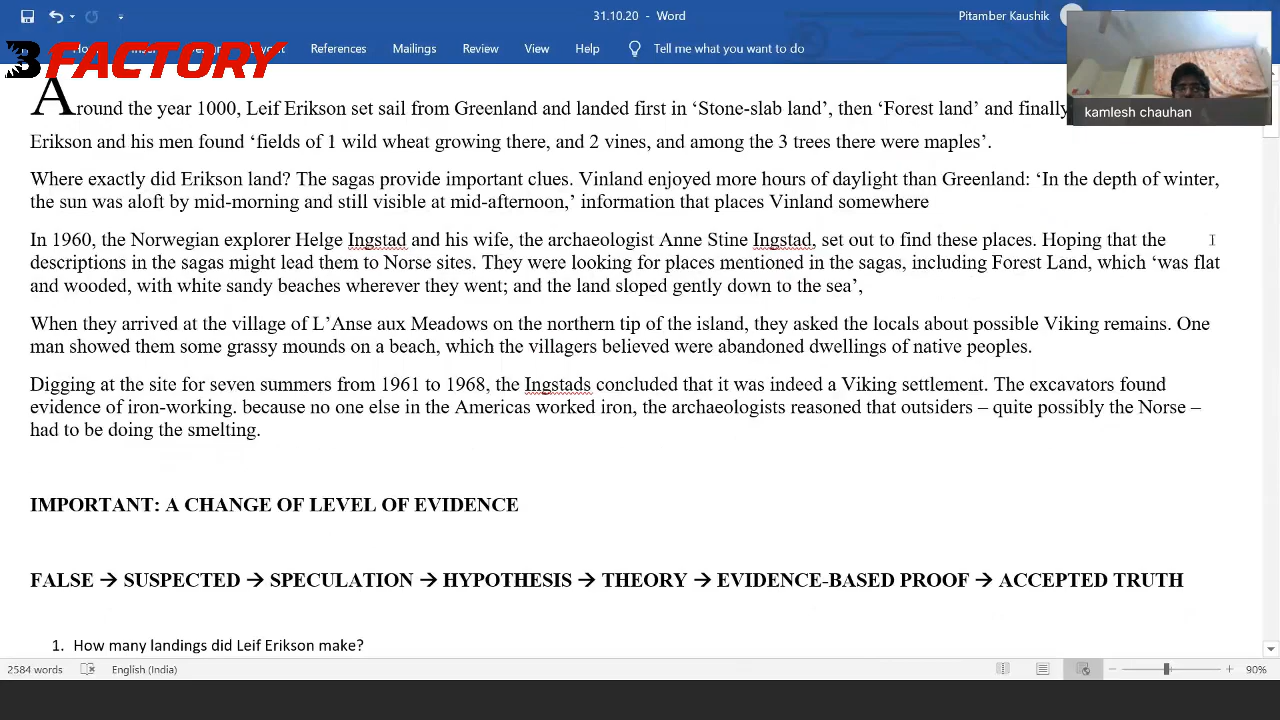 31.10.20 - Word
Pitamber Kaushik
3FACTORY
References Mailings Review View Help Tell me what you want to do
kamlesh chauhan
Around the year 1000, Leif Erikson set sail from Greenland and landed first in ‘Stone-slab land’, then ‘Forest land’ and finally
Erikson and his men found ‘fields of 1 wild wheat growing there, and 2 vines, and among the 3 trees there were maples’.
Where exactly did Erikson land? The sagas provide important clues. Vinland enjoyed more hours of daylight than Greenland: ‘In the depth of winter,
the sun was aloft by mid-morning and still visible at mid-afternoon,’ information that places Vinland somewhere
In 1960, the Norwegian explorer Helge Ingstad and his wife, the archaeologist Anne Stine Ingstad, set out to find these places. Hoping that the
descriptions in the sagas might lead them to Norse sites. They were looking for places mentioned in the sagas, including Forest Land, which ‘was flat
and wooded, with white sandy beaches wherever they went; and the land sloped gently down to the sea’,
When they arrived at the village of L’Anse aux Meadows on the northern tip of the island, they asked the locals about possible Viking remains. One
man showed them some grassy mounds on a beach, which the villagers believed were abandoned dwellings of native peoples.
Digging at the site for seven summers from 1961 to 1968, the Ingstads concluded that it was indeed a Viking settlement. The excavators found
evidence of iron-working. because no one else in the Americas worked iron, the archaeologists reasoned that outsiders – quite possibly the Norse –
had to be doing the smelting.
IMPORTANT: A CHANGE OF LEVEL OF EVIDENCE
FALSE → SUSPECTED → SPECULATION → HYPOTHESIS → THEORY → EVIDENCE-BASED PROOF → ACCEPTED TRUTH
1. How many landings did Leif Erikson make?
2584 words English (India) 90%